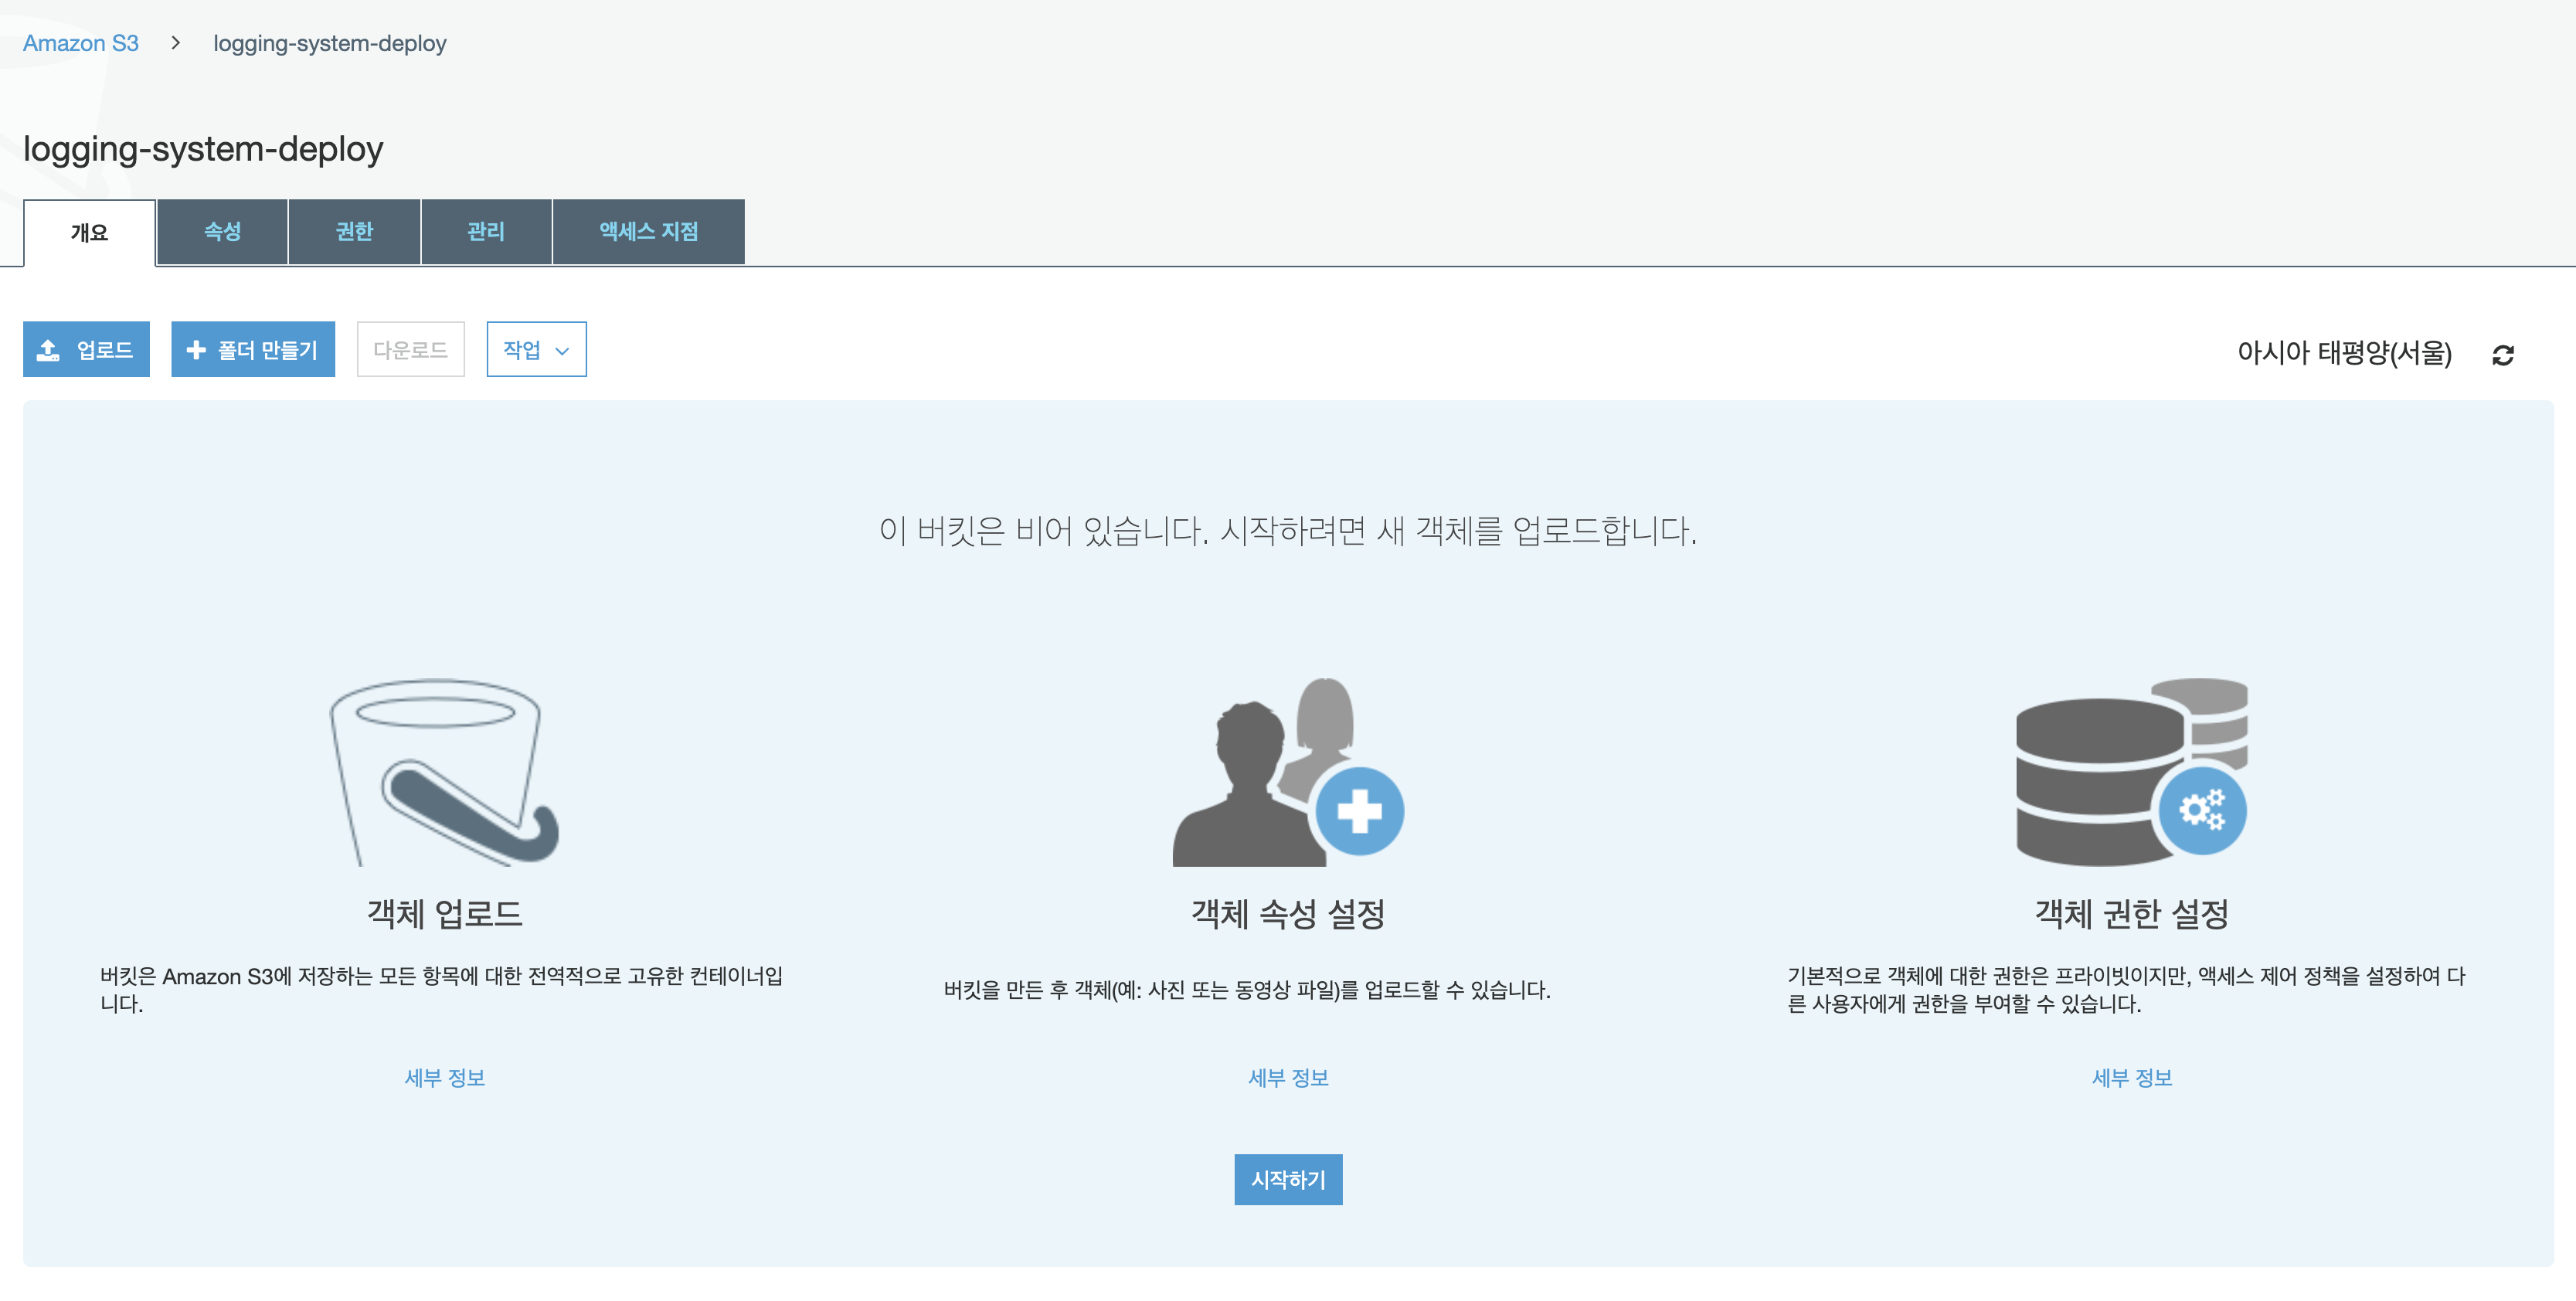 Amazon S3 > logging-system-deploy
logging-system-deploy
개요 속성 권한 관리 액세스 지점
업로드 폴더 만들기 다운로드 작업 아시아 태평양(서울)
이 버킷은 비어 있습니다. 시작하려면 새 객체를 업로드합니다.
객체 업로드
버킷은 Amazon S3에 저장하는 모든 항목에 대한 전역적으로 고유한 컨테이너입
니다.
세부 정보
객체 속성 설정
버킷을 만든 후 객체(예: 사진 또는 동영상 파일)를 업로드할 수 있습니다.
세부 정보
객체 권한 설정
기본적으로 객체에 대한 권한은 프라이빗이지만, 액세스 제어 정책을 설정하여 다
른 사용자에게 권한을 부여할 수 있습니다.
세부 정보
시작하기